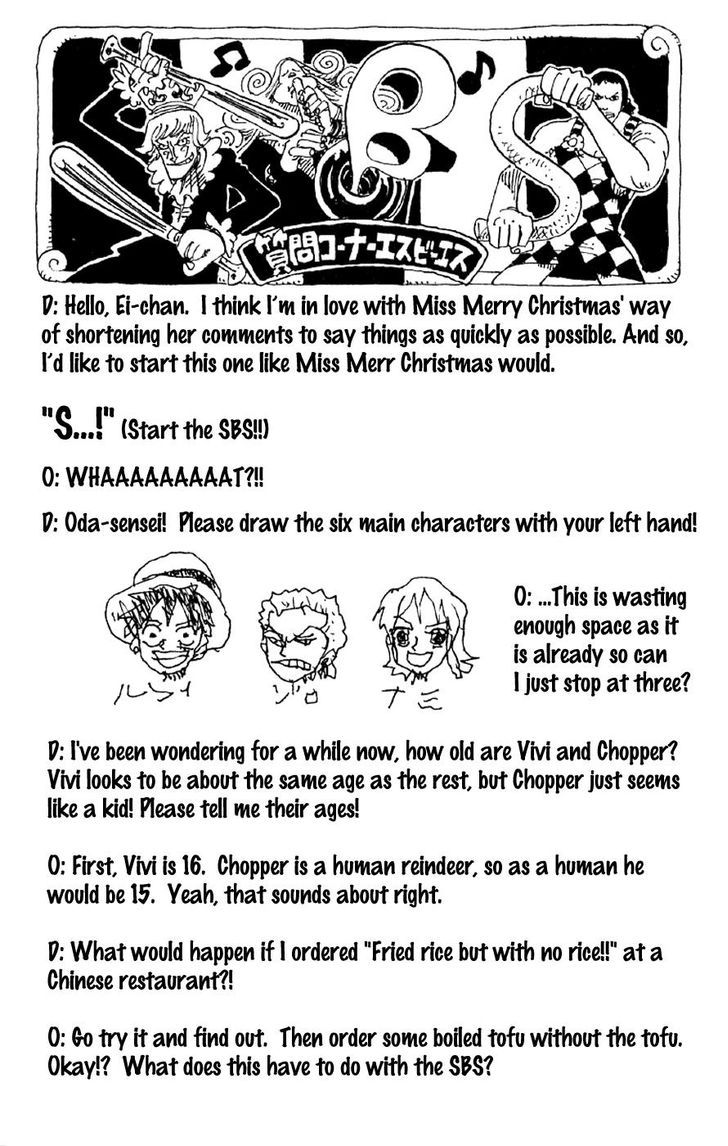 SBS
質問コーナーエスビーエス
D: Hello, Ei-chan. I think I'm in love with Miss Merry Christmas' way
of shortening her comments to say things as quickly as possible. And so,
I'd like to start this one like Miss Merr Christmas would.
"S...!" (Start the SBS!!)
O: WHAAAAAAAAAT?!!
D: Oda-sensei! Please draw the six main characters with your left hand!
ルフィ
ゾロ
ナミ
O: ...This is wasting
enough space as it
is already so can
I just stop at three?
D: I've been wondering for a while now, how old are Vivi and Chopper?
Vivi looks to be about the same age as the rest, but Chopper just seems
like a kid! Please tell me their ages!
O: First, Vivi is 16. Chopper is a human reindeer, so as a human he
would be 15. Yeah, that sounds about right.
D: What would happen if I ordered "Fried rice but with no rice!!" at a
Chinese restaurant?!
O: Go try it and find out. Then order some boiled tofu without the tofu.
Okay!? What does this have to do with the SBS?